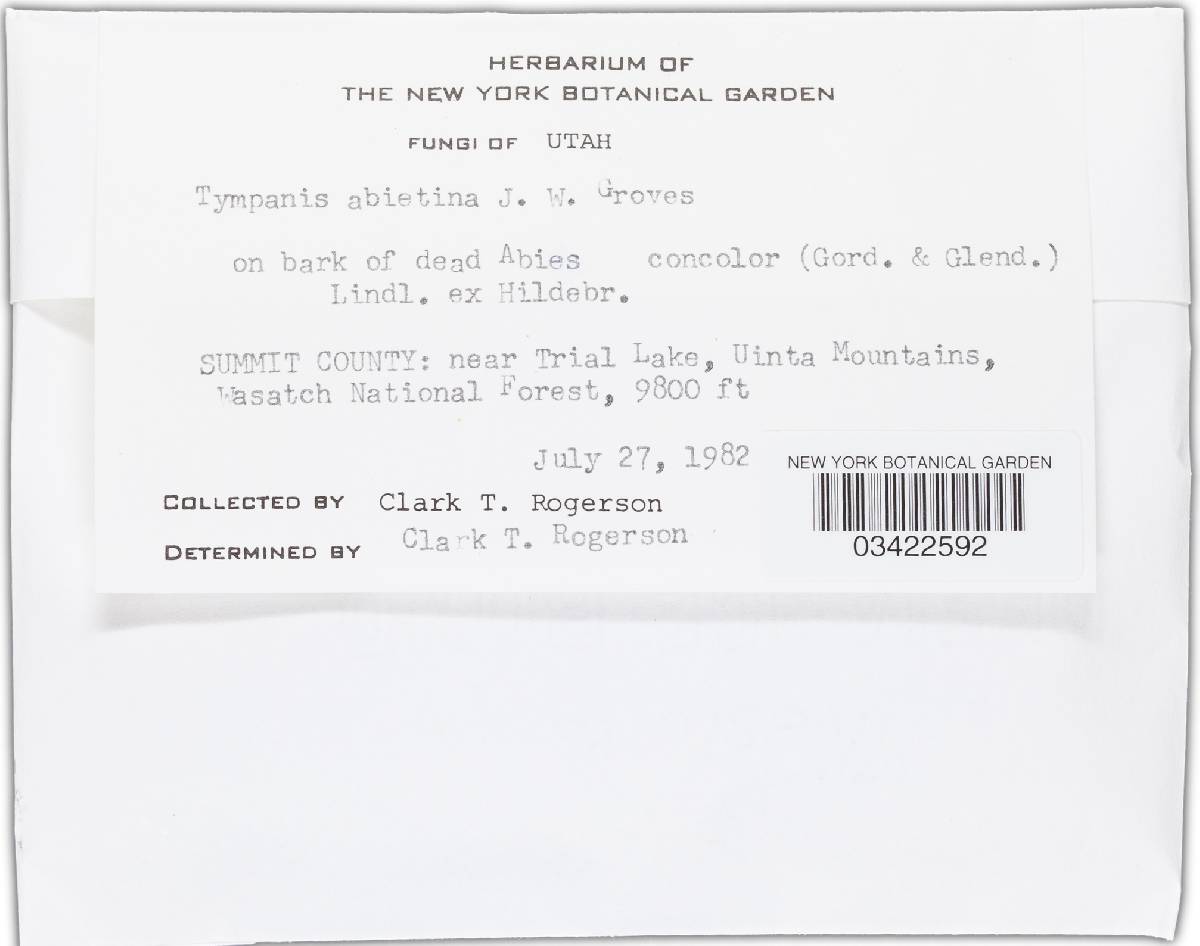 HERBARIUM OF
THE NEW YORK BOTANICAL GARDEN
FUNGI OF UTAH
Tympanis abietina J. W. Groves
on bark of dead Abies concolor (Gord. & Glend.)
Lindl. ex Hildebr.
SUMMIT COUNTY: near Trial Lake, Uinta Mountains,
Wasatch National Forest, 9800 ft
July 27, 1982
NEW YORK BOTANICAL GARDEN
COLLECTED BY Clark T. Rogerson
DETERMINED BY Clark T. Rogerson
03422592